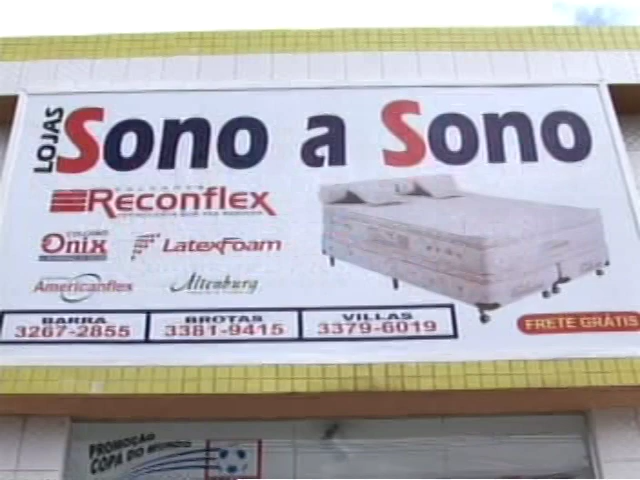 LOJAS
Sono a Sono
Reconflex
Onix LatexFoam
Americanflex Altenburg
BARRA BROTAS VILLAS
3267-2855 3381-9415 3379-6019
FRETE GRÁTIS
PROMOÇÃO
COPA DO MUNDO